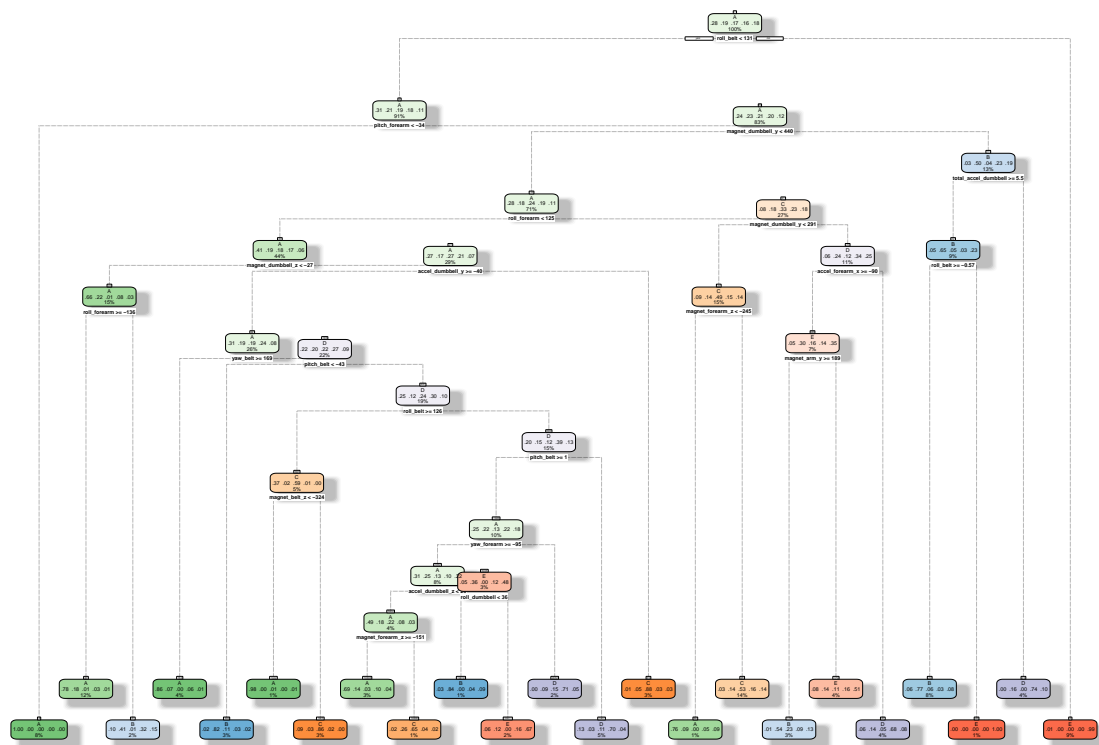 A
.28 .19 .17 .16 .18
100%
roll_belt < 131
A
.31 .21 .19 .18 .11
91%
pitch_forearm < −34
A
.24 .23 .21 .20 .12
83%
magnet_dumbbell_y < 440
B
.03 .50 .04 .23 .19
13%
total_accel_dumbbell >= 5.5
A
.28 .18 .24 .19 .11
71%
roll_forearm < 125
C
.08 .18 .33 .23 .18
27%
magnet_dumbbell_y < 291
A
.41 .19 .18 .17 .06
44%
magnet_dumbbell_z < −27
A
.27 .17 .27 .21 .07
29%
accel_dumbbell_y >= −40
D
.06 .24 .12 .34 .25
11%
accel_forearm_x >= −90
B
.05 .65 .05 .03 .23
9%
roll_belt >= −0.57
A
.66 .22 .01 .08 .03
15%
roll_forearm >= −136
C
.09 .14 .49 .15 .14
15%
magnet_forearm_z < −245
A
.31 .19 .19 .24 .08
26%
yaw_belt >= 169
D
.22 .20 .22 .27 .09
22%
pitch_belt < −43
E
.05 .30 .16 .14 .35
7%
magnet_arm_y >= 189
D
.25 .12 .24 .30 .10
19%
roll_belt >= 126
D
.20 .15 .12 .39 .13
15%
pitch_belt >= 1
C
.37 .02 .59 .01 .00
5%
magnet_belt_z < −324
A
.25 .22 .13 .22 .18
10%
yaw_forearm >= −95
A
.31 .25 .13 .10
8%
accel_dumbbell_z <
E
.05 .36 .00 .12 .48
3%
roll_dumbbell < 36
A
.49 .18 .22 .08 .03
4%
magnet_forearm_z >= −151
A
.78 .18 .01 .03 .01
12%
A
.86 .07 .00 .06 .01
4%
A
.98 .00 .01 .00 .01
1%
A
.69 .14 .03 .10 .04
3%
B
.03 .84 .00 .04 .09
1%
D
.00 .08 .15 .71 .05
2%
C
.01 .05 .88 .03 .03
3%
C
.03 .14 .53 .16 .14
14%
E
.08 .14 .11 .16 .51
4%
B
.06 .77 .06 .03 .08
8%
D
.00 .16 .00 .74 .10
4%
A
1.00 .00 .00 .00 .00
8%
B
.10 .41 .01 .32 .15
2%
B
.02 .82 .11 .03 .02
3%
C
.09 .03 .86 .02 .00
3%
C
.02 .26 .65 .04 .02
1%
E
.06 .12 .00 .16 .67
2%
D
.13 .03 .11 .70 .04
5%
A
.76 .09 .00 .05 .09
1%
B
.01 .54 .23 .09 .13
3%
D
.06 .14 .05 .68 .08
4%
E
.00 .00 .00 .00 1.00
1%
E
.01 .00 .00 .00 .99
9%